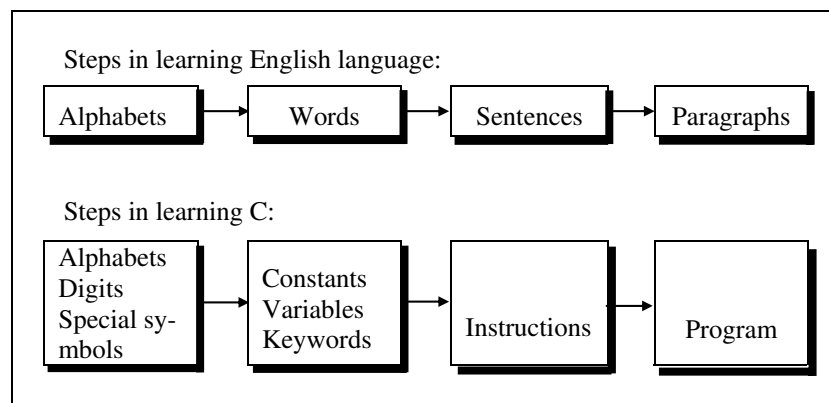 Steps in learning English language:
Alphabets
Words
Sentences
Paragraphs
Steps in learning C:
Alphabets
Digits
Special sy-
mbols
Constants
Variables
Keywords
Instructions
Program